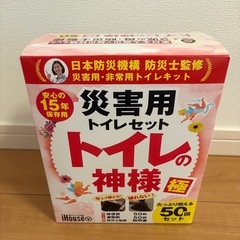 日本防災機構 防災士監修
災害用・非常用トイレキット
安心の
15年
保存用
災害用
トイレセット
トイレの
神様
極
たっぷり使える
50回
セット
iHouse